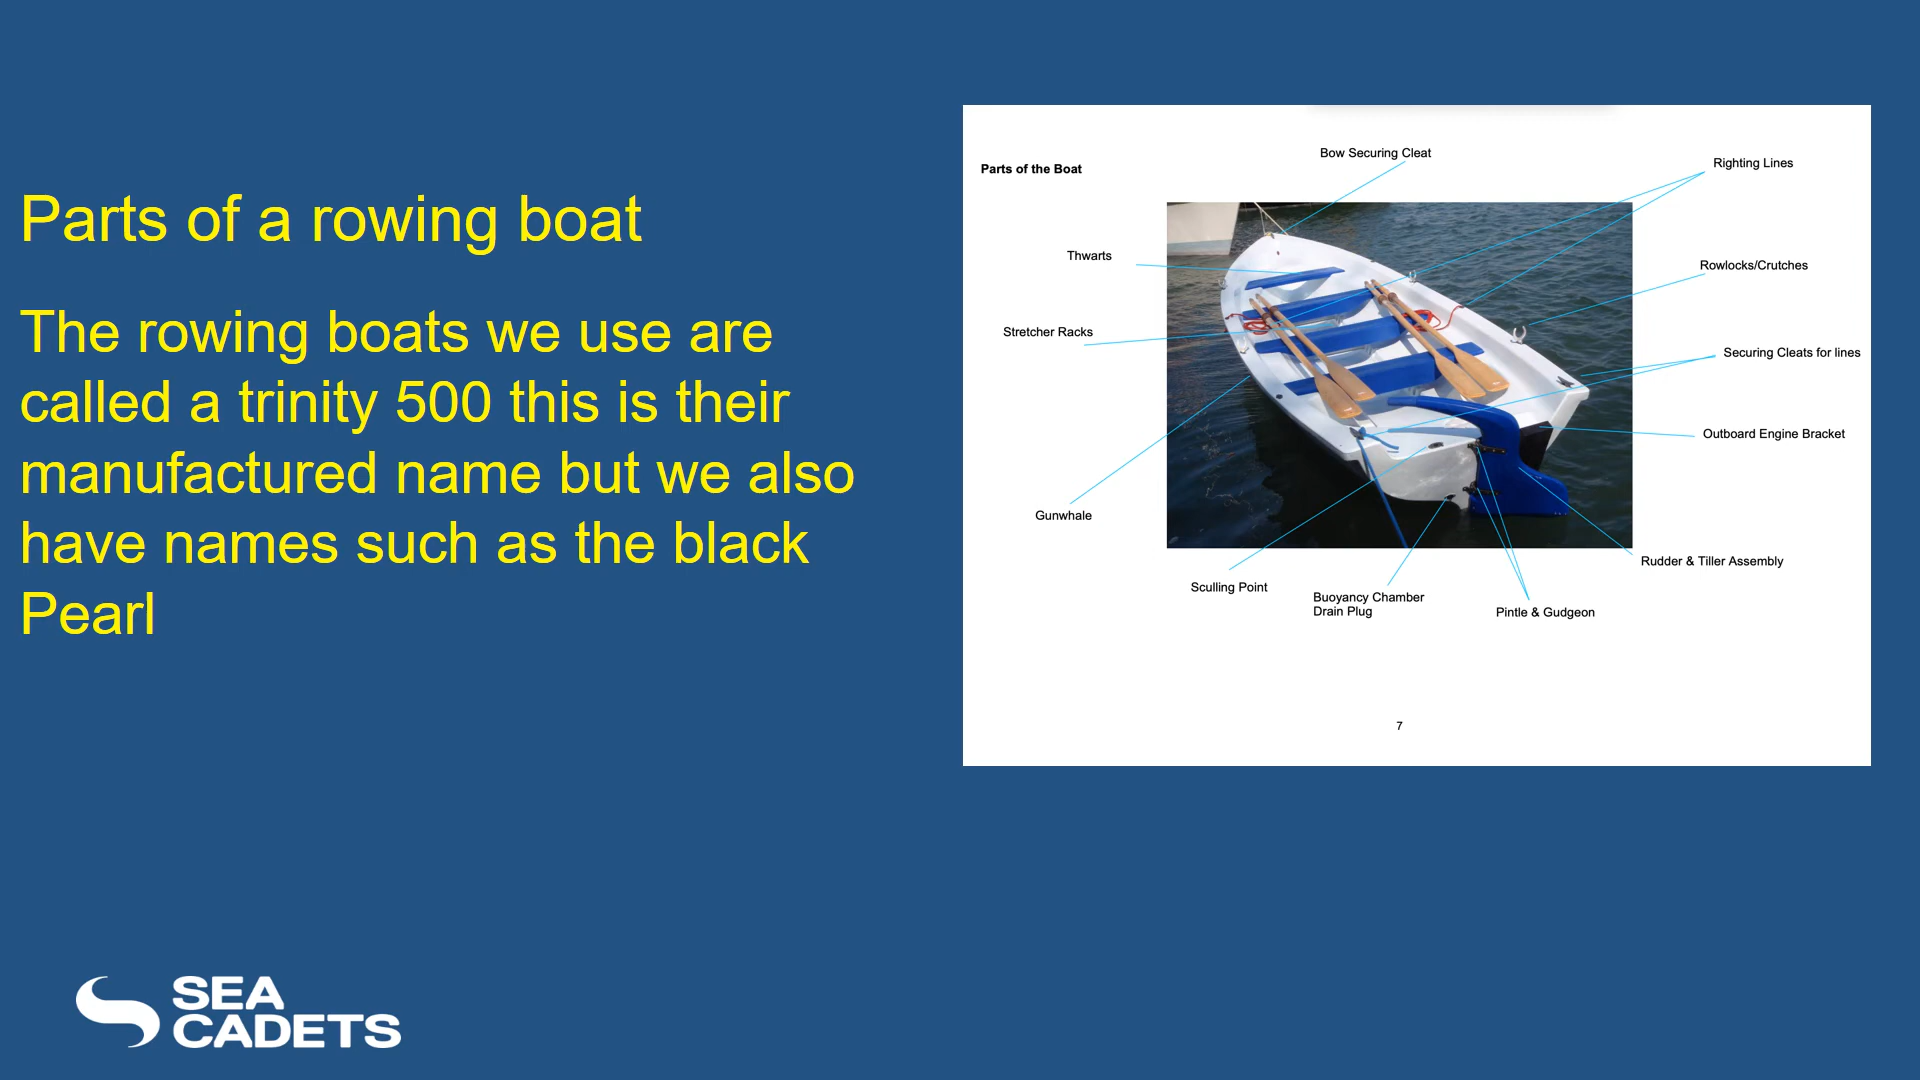 Parts of a rowing boat
The rowing boats we use are
called a trinity 500 this is their
manufactured name but we also
have names such as the black
Pearl
Parts of the Boat
Bow Securing Cleat
Righting Lines
Thwarts
Rowlocks/Crutches
Stretcher Racks
Securing Cleats for lines
Outboard Engine Bracket
Gunwhale
Rudder & Tiller Assembly
Sculling Point
Buoyancy Chamber
Drain Plug
Pintle & Gudgeon
7
SEA
CADETS